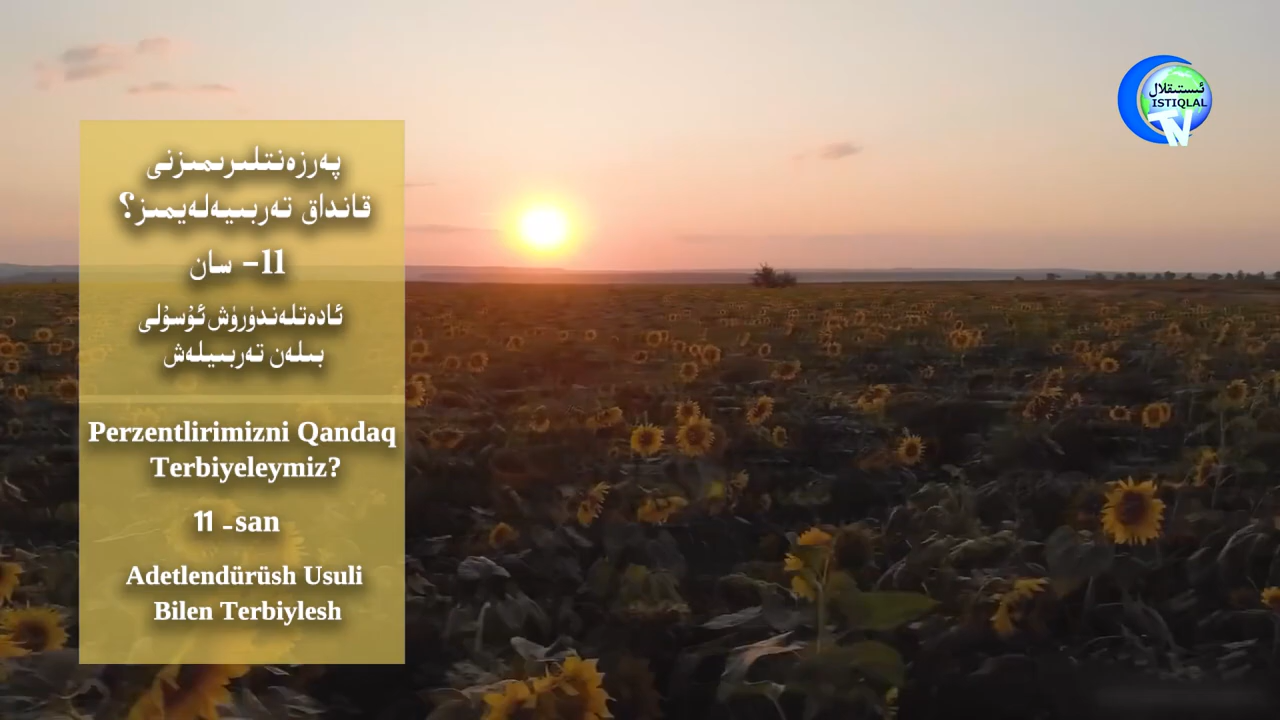 پەرزەنتلىرىمىزنى
قانداق تەربىيەلەيمىز؟
11- سان
ئادەتلەندۈرۈش ئۇسۇلى
بىلەن تەربىيلەش
Perzentlirimizni Qandaq
Terbiyeleymiz?
11 - san
Adetlendürüsh Usuli
Bilen Terbiylesh
ئىستىقلال
ISTIQLAL
TV